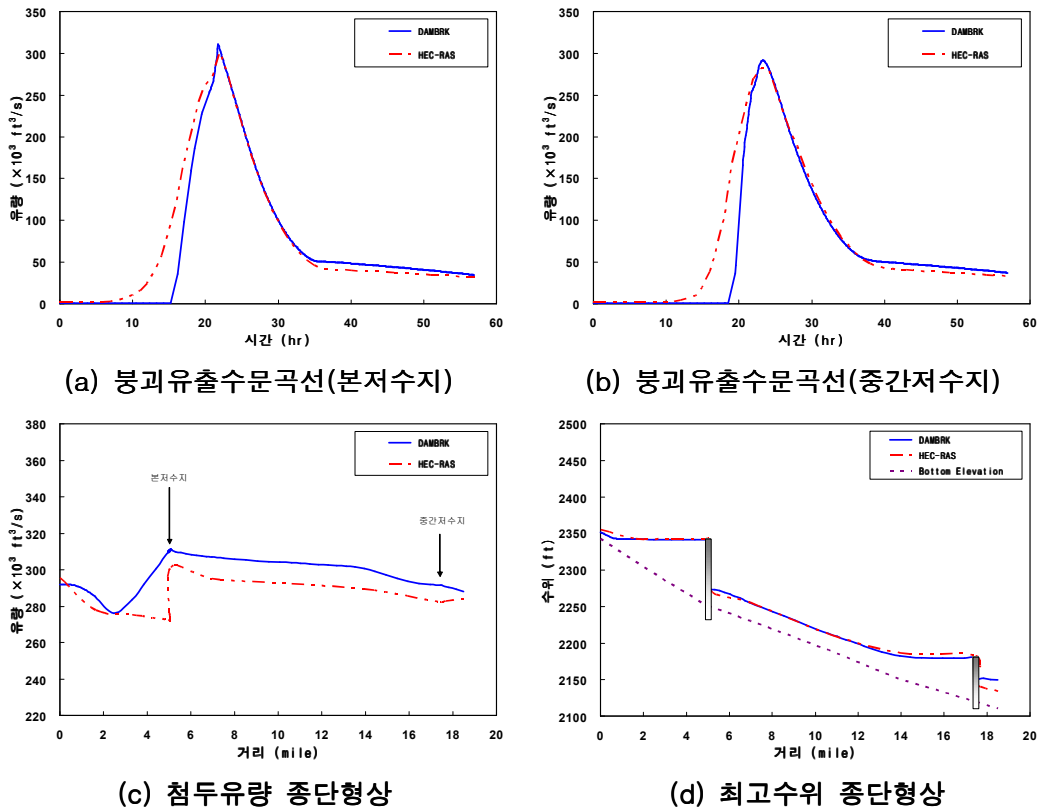 350
300
250
200
150
100
50
0
유량 (×10³ ft³/s)
DAMBRK
HEC-RAS
0 10 20 30 40 50 60
시간 (hr)
(a) 붕괴유출수문곡선(본저수지)
350
300
250
200
150
100
50
0
유량 (×10³ ft³/s)
DAMBRK
HEC-RAS
0 10 20 30 40 50 60
시간 (hr)
(b) 붕괴유출수문곡선(중간저수지)
380
360
340
320
300
280
260
240
220
유량 (×10³ ft³/s)
DAMBRK
HEC-RAS
본저수지
중간저수지
0 2 4 6 8 10 12 14 16 18 20
거리 (mile)
(c) 첨두유량 종단형상
2500
2450
2400
2350
2300
2250
2200
2150
2100
수위 (ft)
DAMBRK
HEC-RAS
Bottom Elevation
0 2 4 6 8 10 12 14 16 18 20
거리 (mile)
(d) 최고수위 종단형상